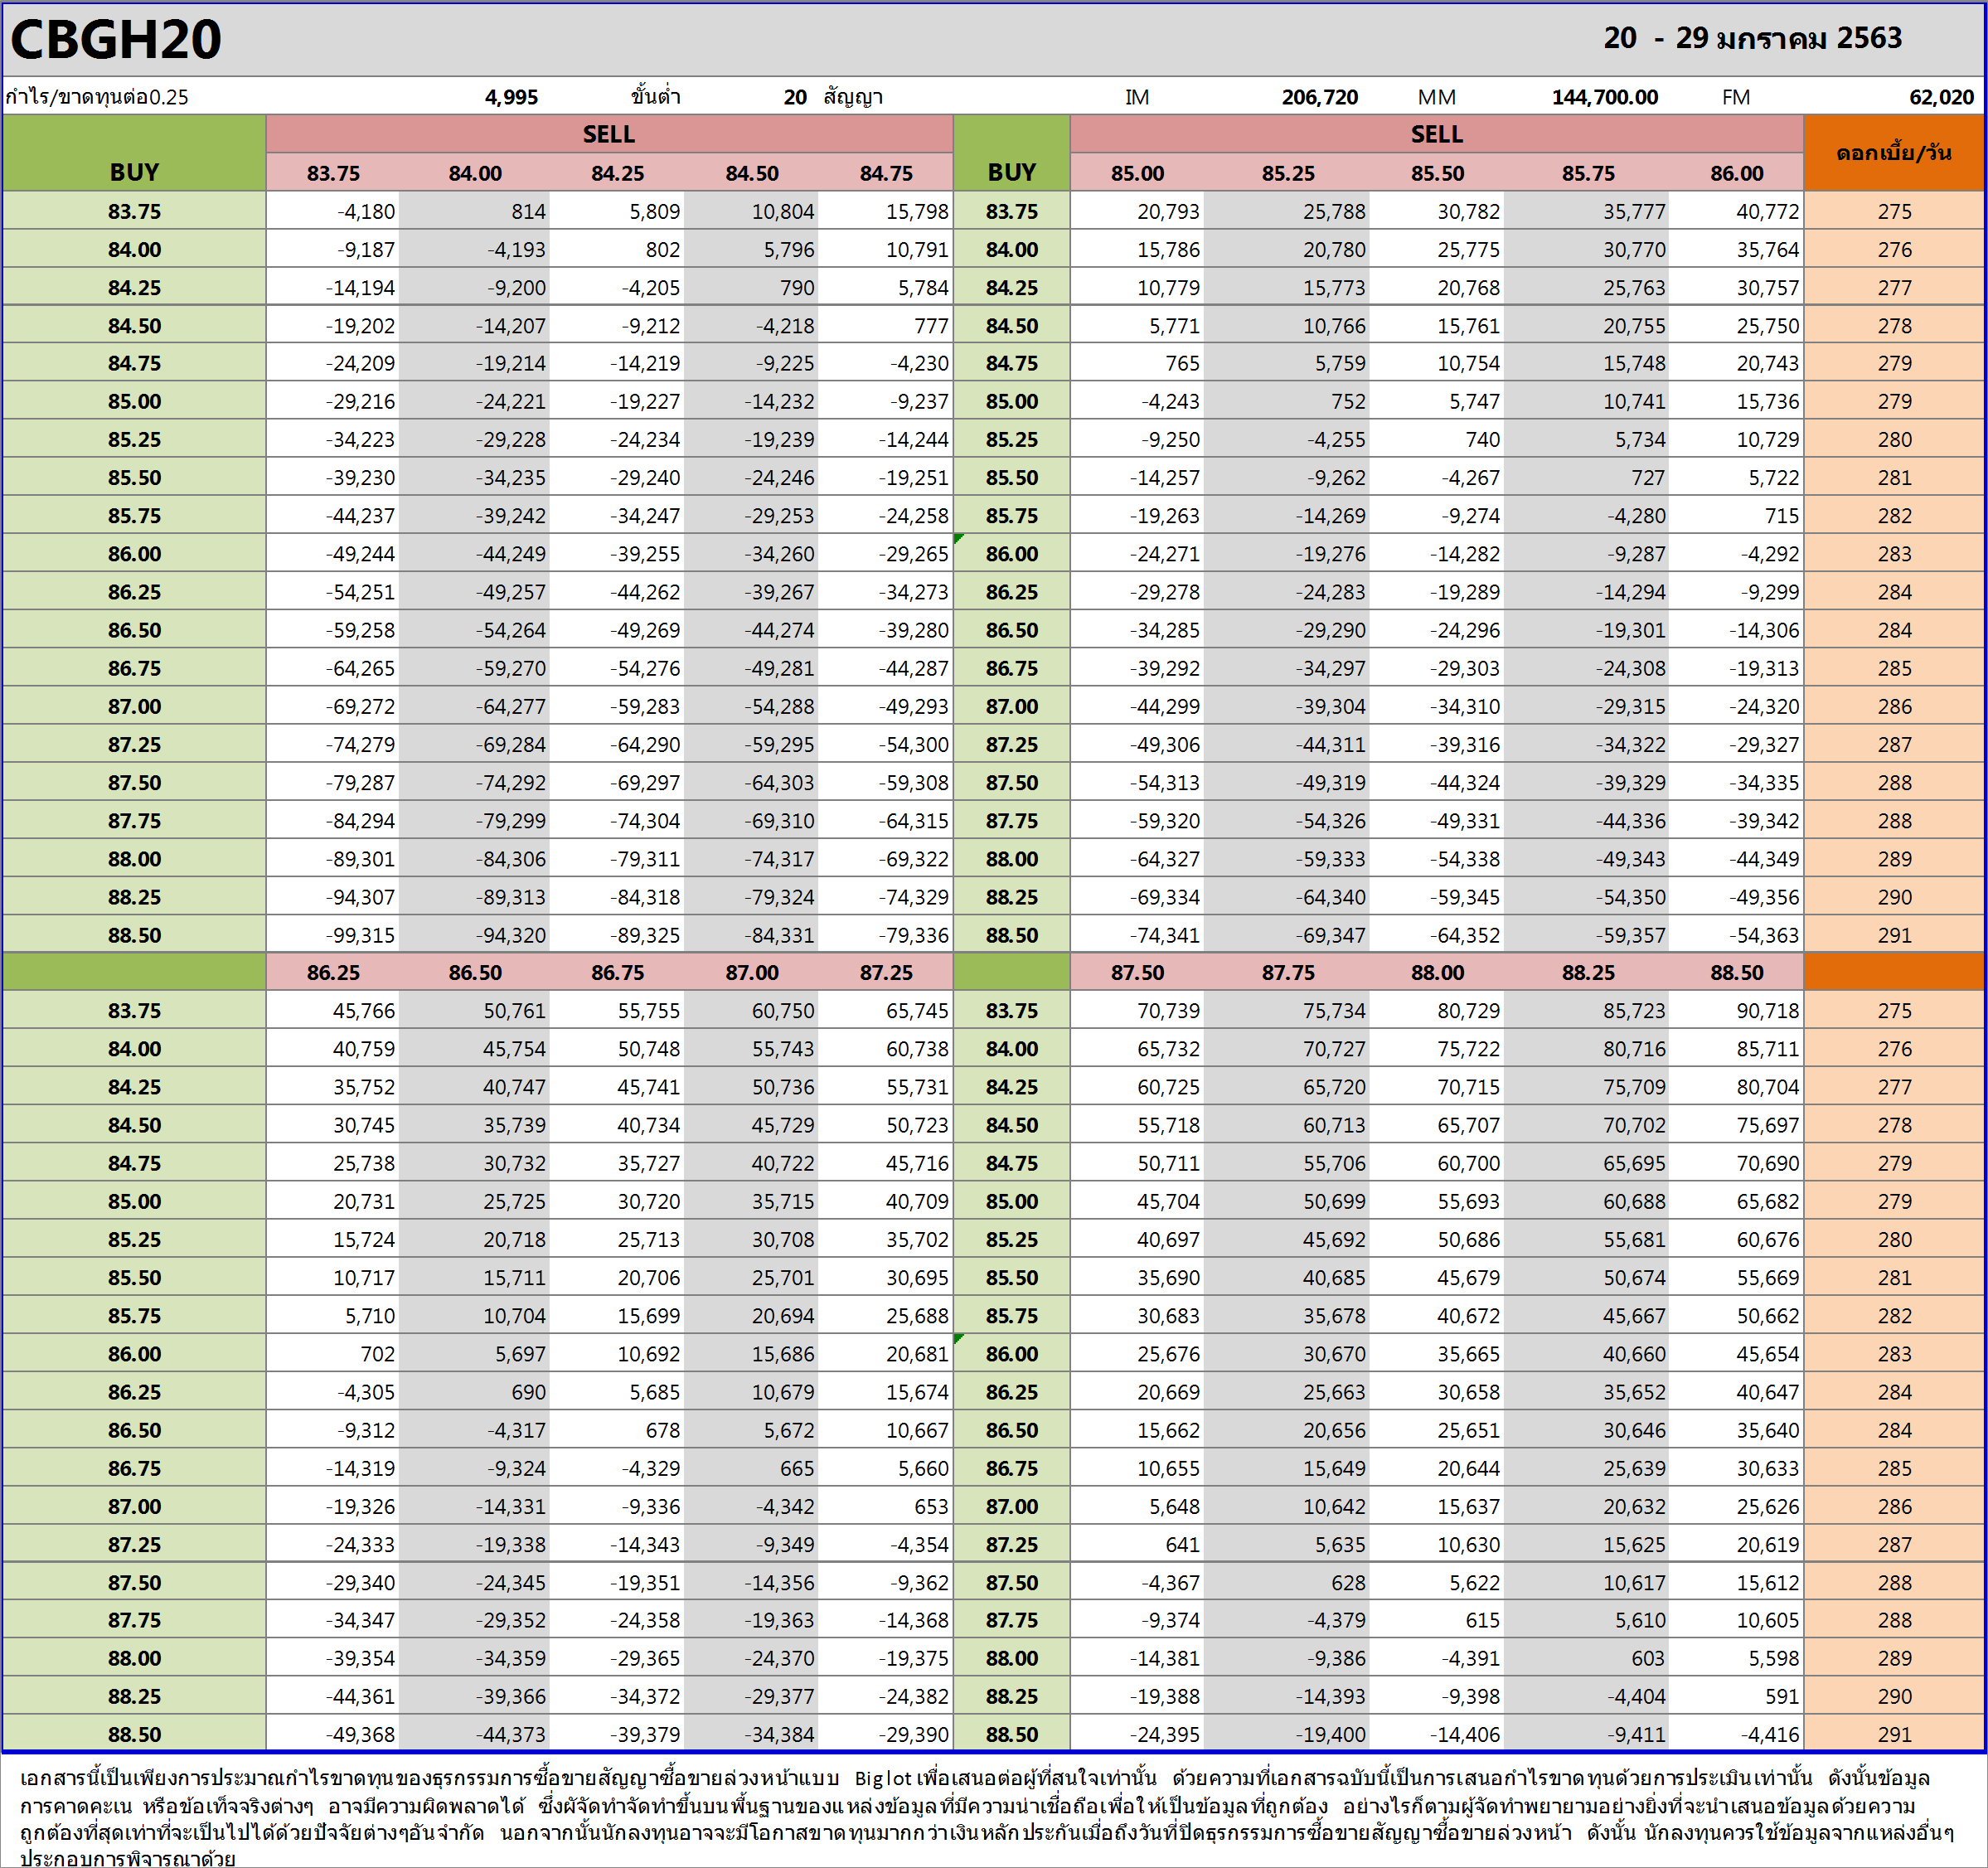 CBGH20 20 - 29 มกราคม 2563
กำไร/ขาดทุนต่อ0.25 4,995 ขั้นต่ำ 20 สัญญา IM 206,720 MM 144,700.00 FM 62,020
SELL SELL
BUY 83.75 84.00 84.25 84.50 84.75 BUY 85.00 85.25 85.50 85.75 86.00 ดอกเบี้ย/วัน
83.75 -4,180 814 5,809 10,804 15,798 83.75 20,793 25,788 30,782 35,777 40,772 275
84.00 -9,187 -4,193 802 5,796 10,791 84.00 15,786 20,780 25,775 30,770 35,764 276
84.25 -14,194 -9,200 -4,205 790 5,784 84.25 10,779 15,773 20,768 25,763 30,757 277
84.50 -19,202 -14,207 -9,212 -4,218 777 84.50 5,771 10,766 15,761 20,755 25,750 278
84.75 -24,209 -19,214 -14,219 -9,225 -4,230 84.75 765 5,759 10,754 15,748 20,743 279
85.00 -29,216 -24,221 -19,227 -14,232 -9,237 85.00 -4,243 752 5,747 10,741 15,736 279
85.25 -34,223 -29,228 -24,234 -19,239 -14,244 85.25 -9,250 -4,255 740 5,734 10,729 280
85.50 -39,230 -34,235 -29,240 -24,246 -19,251 85.50 -14,257 -9,262 -4,267 727 5,722 281
85.75 -44,237 -39,242 -34,247 -29,253 -24,258 85.75 -19,263 -14,269 -9,274 -4,280 715 282
86.00 -49,244 -44,249 -39,255 -34,260 -29,265 86.00 -24,271 -19,276 -14,282 -9,287 -4,292 283
86.25 -54,251 -49,257 -44,262 -39,267 -34,273 86.25 -29,278 -24,283 -19,289 -14,294 -9,299 284
86.50 -59,258 -54,264 -49,269 -44,274 -39,280 86.50 -34,285 -29,290 -24,296 -19,301 -14,306 284
86.75 -64,265 -59,270 -54,276 -49,281 -44,287 86.75 -39,292 -34,297 -29,303 -24,308 -19,313 285
87.00 -69,272 -64,277 -59,283 -54,288 -49,293 87.00 -44,299 -39,304 -34,310 -29,315 -24,320 286
87.25 -74,279 -69,284 -64,290 -59,295 -54,300 87.25 -49,306 -44,311 -39,316 -34,322 -29,327 287
87.50 -79,287 -74,292 -69,297 -64,303 -59,308 87.50 -54,313 -49,319 -44,324 -39,329 -34,335 288
87.75 -84,294 -79,299 -74,304 -69,310 -64,315 87.75 -59,320 -54,326 -49,331 -44,336 -39,342 288
88.00 -89,301 -84,306 -79,311 -74,317 -69,322 88.00 -64,327 -59,333 -54,338 -49,343 -44,349 289
88.25 -94,307 -89,313 -84,318 -79,324 -74,329 88.25 -69,334 -64,340 -59,345 -54,350 -49,356 290
88.50 -99,315 -94,320 -89,325 -84,331 -79,336 88.50 -74,341 -69,347 -64,352 -59,357 -54,363 291
86.25 86.50 86.75 87.00 87.25 87.50 87.75 88.00 88.25 88.50
83.75 45,766 50,761 55,755 60,750 65,745 83.75 70,739 75,734 80,729 85,723 90,718 275
84.00 40,759 45,754 50,748 55,743 60,738 84.00 65,732 70,727 75,722 80,716 85,711 276
84.25 35,752 40,747 45,741 50,736 55,731 84.25 60,725 65,720 70,715 75,709 80,704 277
84.50 30,745 35,739 40,734 45,729 50,723 84.50 55,718 60,713 65,707 70,702 75,697 278
84.75 25,738 30,732 35,727 40,722 45,716 84.75 50,711 55,706 60,700 65,695 70,690 279
85.00 20,731 25,725 30,720 35,715 40,709 85.00 45,704 50,699 55,693 60,688 65,682 279
85.25 15,724 20,718 25,713 30,708 35,702 85.25 40,697 45,692 50,686 55,681 60,676 280
85.50 10,717 15,711 20,706 25,701 30,695 85.50 35,690 40,685 45,679 50,674 55,669 281
85.75 5,710 10,704 15,699 20,694 25,688 85.75 30,683 35,678 40,672 45,667 50,662 282
86.00 702 5,697 10,692 15,686 20,681 86.00 25,676 30,670 35,665 40,660 45,654 283
86.25 -4,305 690 5,685 10,679 15,674 86.25 20,669 25,663 30,658 35,652 40,647 284
86.50 -9,312 -4,317 678 5,672 10,667 86.50 15,662 20,656 25,651 30,646 35,640 284
86.75 -14,319 -9,324 -4,329 665 5,660 86.75 10,655 15,649 20,644 25,639 30,633 285
87.00 -19,326 -14,331 -9,336 -4,342 653 87.00 5,648 10,642 15,637 20,632 25,626 286
87.25 -24,333 -19,338 -14,343 -9,349 -4,354 87.25 641 5,635 10,630 15,625 20,619 287
87.50 -29,340 -24,345 -19,351 -14,356 -9,362 87.50 -4,367 628 5,622 10,617 15,612 288
87.75 -34,347 -29,352 -24,358 -19,363 -14,368 87.75 -9,374 -4,379 615 5,610 10,605 288
88.00 -39,354 -34,359 -29,365 -24,370 -19,375 88.00 -14,381 -9,386 -4,391 603 5,598 289
88.25 -44,361 -39,366 -34,372 -29,377 -24,382 88.25 -19,388 -14,393 -9,398 -4,404 591 290
88.50 -49,368 -44,373 -39,379 -34,384 -29,390 88.50 -24,395 -19,400 -14,406 -9,411 -4,416 291
เอกสารนี้เป็นเพียงการประมาณกำไรขาดทุนของธุรกรรมการซื้อขายสัญญาซื้อขายล่วงหน้าแบบ Biglot เพื่อเสนอต่อผู้ที่สนใจเท่านั้น ด้วยความที่เอกสารฉบับนี้เป็นการเสนอกำไรขาดทุนด้วยการประเมินเท่านั้น ดังนั้นข้อมูล
การคาดคะเน หรือข้อเท็จจริงต่างๆ อาจมีความผิดพลาดได้ ซึ่งผัจัดทำจัดทำขึ้นบนพื้นฐานของแหล่งข้อมูลที่มีความน่าเชื่อถือเพื่อให้เป็นข้อมูลที่ถูกต้อง อย่างไรก็ตามผู้จัดทำพยายามอย่างยิ่งที่จะนำเสนอข้อมูลด้วยความ
ถูกต้องที่สุดเท่าที่จะเป็นไปได้ด้วยปัจจัยต่างๆอันจำกัด นอกจากนั้นนักลงทุนอาจจะมีโอกาสขาดทุนมากกว่าเงินหลักประกันเมื่อถึงวันที่ปิดธุรกรรมการซื้อขายสัญญาซื้อขายล่วงหน้า ดังนั้น นักลงทุนควรใช้ข้อมูลจากแหล่งอื่นๆ
ประกอบการพิจารณาด้วย